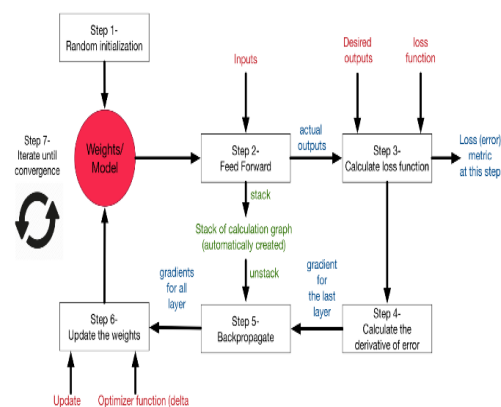 Step 1-
Random initialization
Inputs
Desired
outputs
loss
function
Step 7-
Iterate until
convergence
Weights/
Model
Step 2-
Feed Forward
actual
outputs
Step 3-
Calculate loss function
Loss (error)
metric
at this step
stack
Stack of calculation graph
(automatically created)
unstack
gradients
for all
layer
gradient
for
the last
layer
Step 6-
Update the weights
Step 5-
Backpropagate
Step 4-
Calculate the
derivative of error
Update
Optimizer function (delta